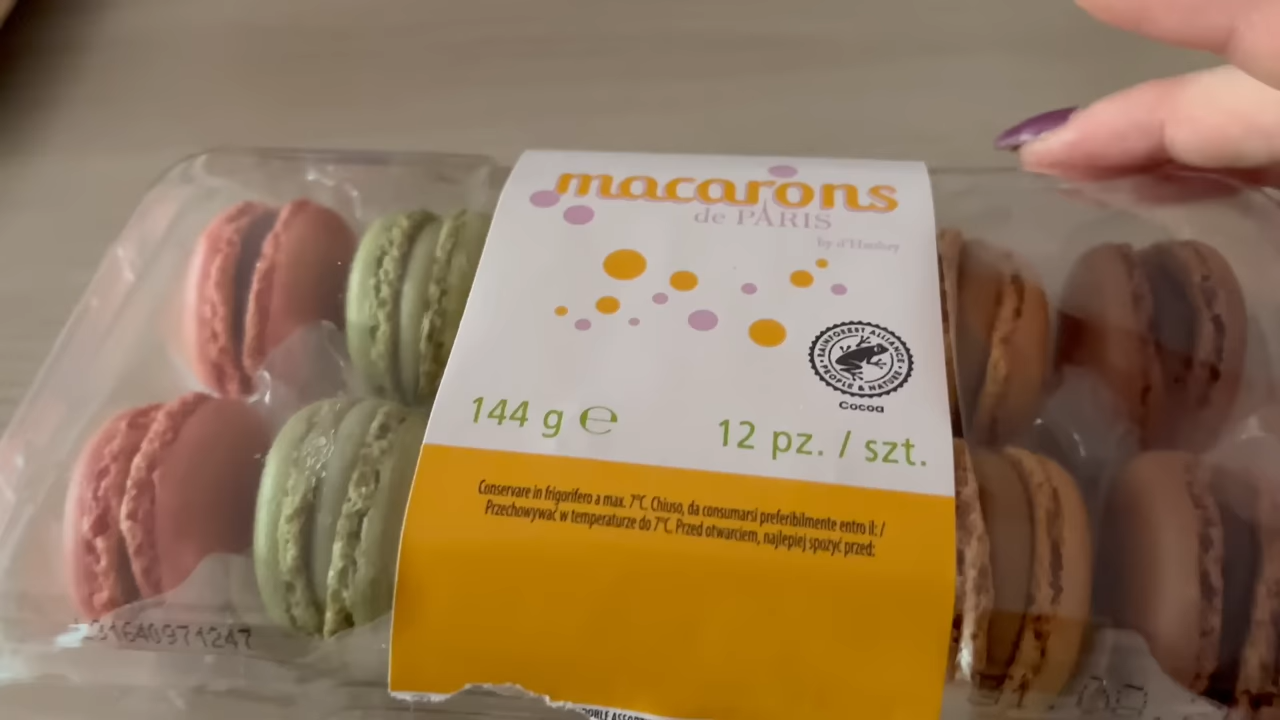 macarons
de PARIS
by d'Haubry
RAINFOREST ALLIANCE
PEOPLE & NATURE
Cocoa
144 g ℮
12 pz. / szt.
Conservare in frigorifero a max. 7°C. Chiuso, da consumarsi preferibilmente entro il: /
Przechowywać w temperaturze do 7°C. Przed otwarciem, najlepiej spożyć przed: